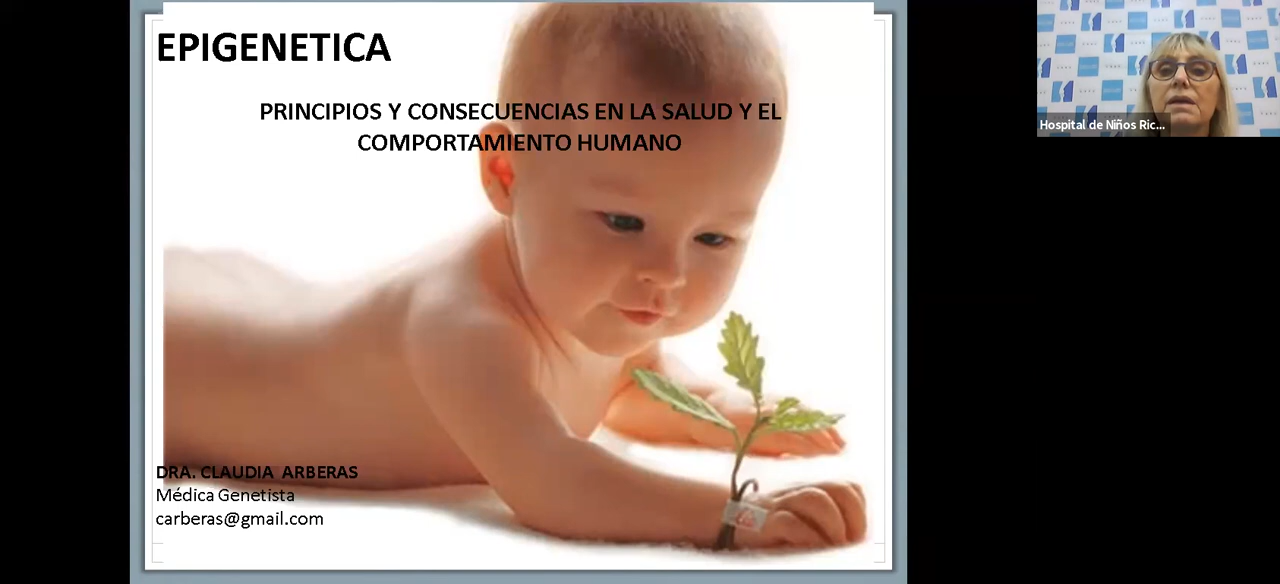 EPIGENETICA
PRINCIPIOS Y CONSECUENCIAS EN LA SALUD Y EL
COMPORTAMIENTO HUMANO
DRA. CLAUDIA ARBERAS
Médica Genetista
carberas@gmail.com
Hospital de Niños Ric...